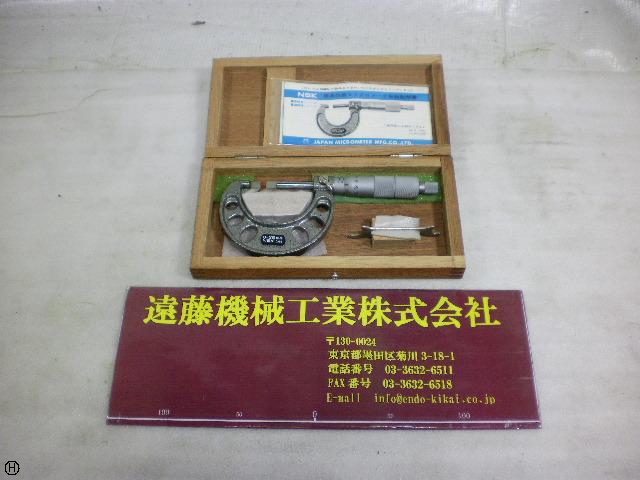 NSK
JAPAN MICROMETER MFG.CO.,LTD.
遠藤機械工業株式会社
〒130-0024
東京都墨田区菊川3-18-1
電話番号 03-3632-6511
FAX番号 03-3632-6518
E-mail info@endo-kikai.co.jp
100 50 0 50 100
H